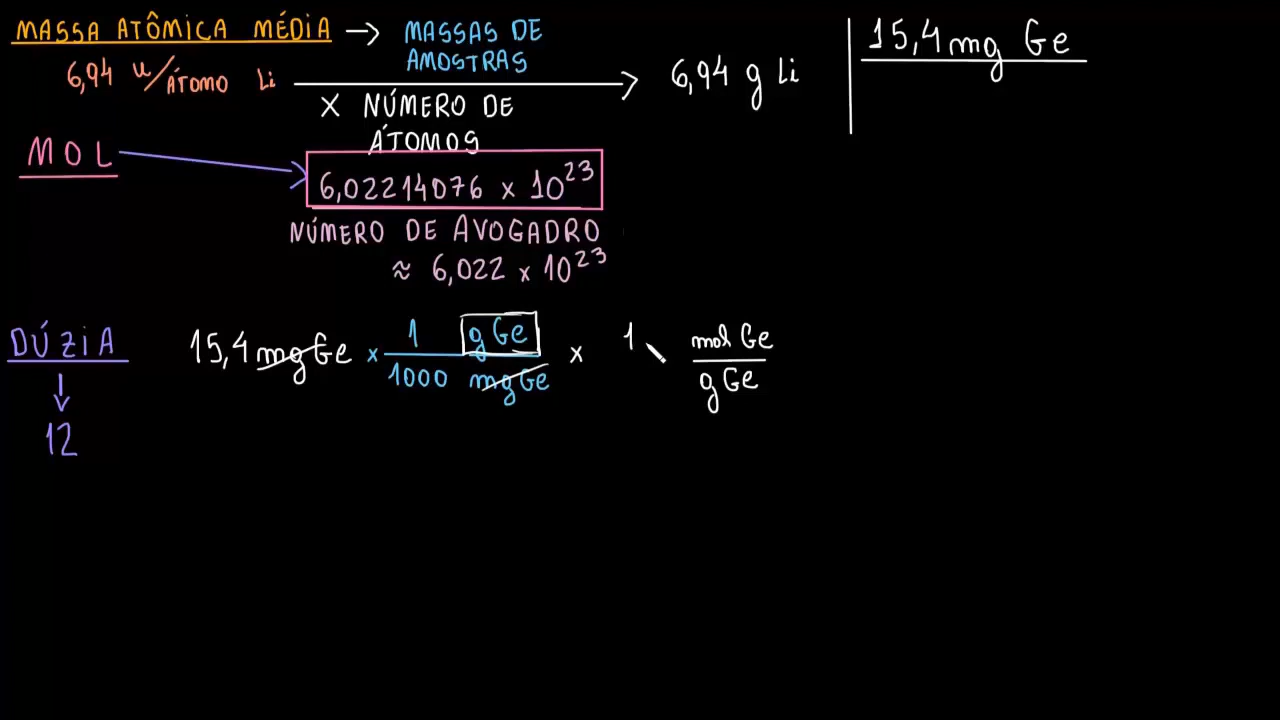 MASSA ATÔMICA MÉDIA → MASSAS DE AMOSTRAS
6,94 u/ÁTOMO Li
X NÚMERO DE ÁTOMOS
6,94 g Li
15,4 mg Ge
MOL
6,02214076 x 10²³
NÚMERO DE AVOGADRO
≈ 6,022 x 10²³
DÚZIA
12
15,4 mg Ge x 1 g Ge / 1000 mg Ge x 1 mol Ge / g Ge